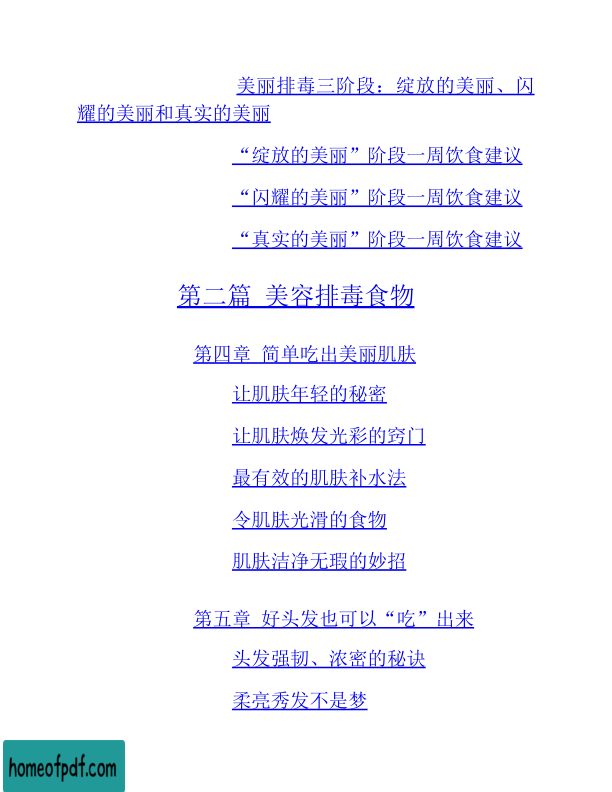 美丽排毒三阶段：绽放的美丽、闪
耀的美丽和真实的美丽
“绽放的美丽”阶段一周饮食建议
“闪耀的美丽”阶段一周饮食建议
“真实的美丽”阶段一周饮食建议
第二篇 美容排毒食物
第四章 简单吃出美丽肌肤
让肌肤年轻的秘密
让肌肤焕发光彩的窍门
最有效的肌肤补水法
令肌肤光滑的食物
肌肤洁净无瑕的妙招
第五章 好头发也可以“吃”出来
头发强韧、浓密的秘诀
柔亮秀发不是梦
homeofpdf.com